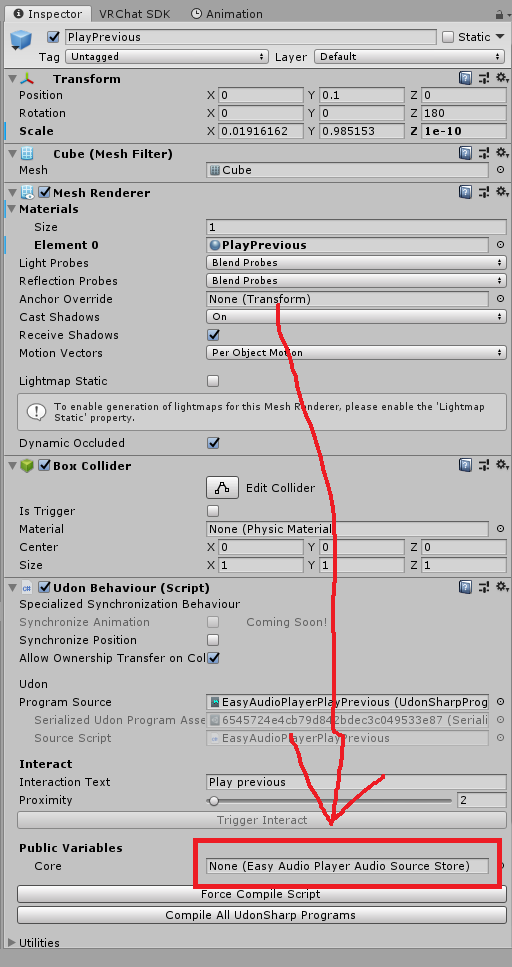 Inspector VRChat SDK Animation
PlayPrevious Static
Tag Untagged Layer Default
Transform
Position X 0 Y 0.1 Z 0
Rotation X 0 Y 0 Z 180
Scale X 0.01916162 Y 0.985153 Z 1e-10
Cube (Mesh Filter)
Mesh Cube
Mesh Renderer
Materials
Size 1
Element 0 PlayPrevious
Light Probes Blend Probes
Reflection Probes Blend Probes
Anchor Override None (Transform)
Cast Shadows On
Receive Shadows
Motion Vectors Per Object Motion
Lightmap Static
To enable generation of lightmaps for this Mesh Renderer, please enable the 'Lightmap
Static' property.
Dynamic Occluded
Box Collider
Edit Collider
Is Trigger
Material None (Physic Material
Center X 0 Y 0 Z 0
Size X 1 Y 1 Z 1
Udon Behaviour (Script)
Specialized Synchronization Behaviour
Synchronize Animation Coming Soon!
Synchronize Position
Allow Ownership Transfer on Col
Udon
Program Source EasyAudioPlayerPlayPrevious (UdonSharpProg
Serialized Udon Program Asse 6545724e4cb79d842bdec3c049533e87 (Seriali
Source Script EasyAudioPlayerPlayPrevious
Interact
Interaction Text Play previous
Proximity 2
Trigger Interact
Public Variables
Core None (Easy Audio Player Audio Source Store)
Force Compile Script
Compile All UdonSharp Programs
Utilities